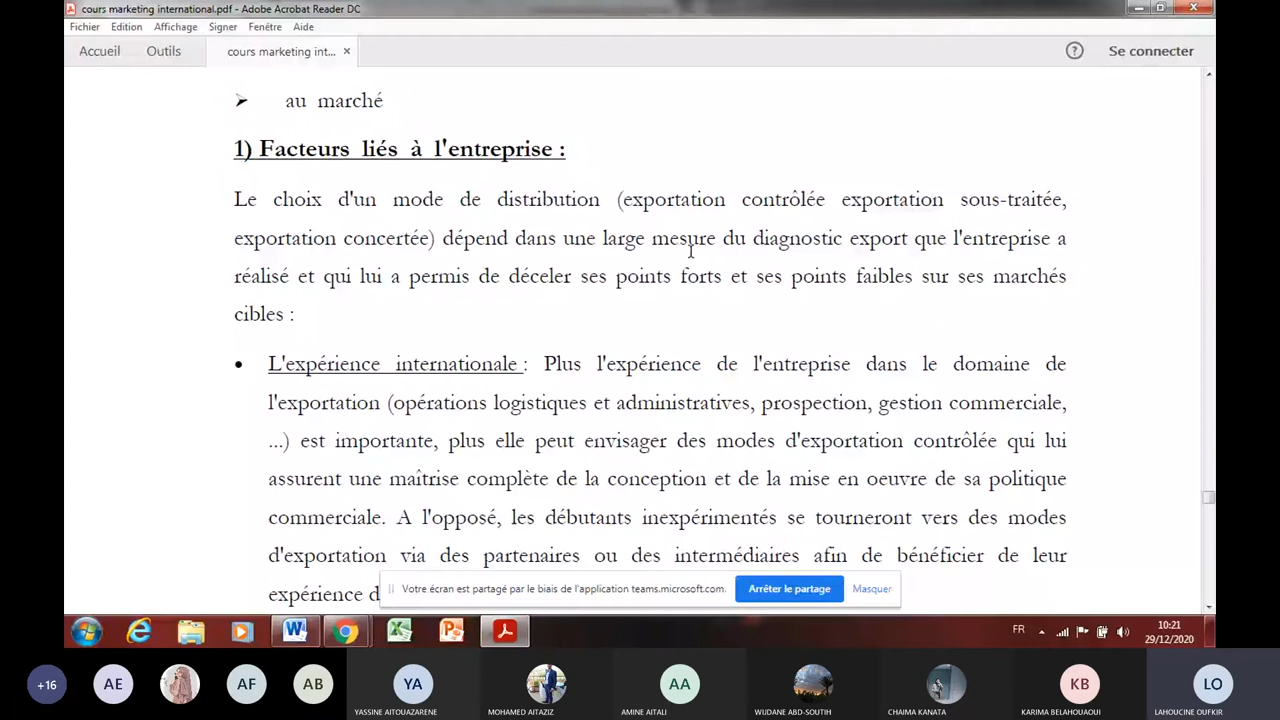 cours marketing international.pdf - Adobe Acrobat Reader DC
Fichier Edition Affichage Signer Fenêtre Aide
Accueil Outils cours marketing int... × ? Se connecter
➤ au marché
1) Facteurs liés à l'entreprise :
Le choix d'un mode de distribution (exportation contrôlée exportation sous-traitée,
exportation concertée) dépend dans une large mesure du diagnostic export que l'entreprise a
réalisé et qui lui a permis de déceler ses points forts et ses points faibles sur ses marchés
cibles :
• L'expérience internationale : Plus l'expérience de l'entreprise dans le domaine de
l'exportation (opérations logistiques et administratives, prospection, gestion commerciale,
...) est importante, plus elle peut envisager des modes d'exportation contrôlée qui lui
assurent une maîtrise complète de la conception et de la mise en oeuvre de sa politique
commerciale. A l'opposé, les débutants inexpérimentés se tourneront vers des modes
d'exportation via des partenaires ou des intermédiaires afin de bénéficier de leur
expérience d
Votre écran est partagé par le biais de l'application teams.microsoft.com. Arrêter le partage Masquer
FR 10:21
29/12/2020
+16 AE AF AB YA AA KB LO
YASSINE AITOUAZARENE MOHAMED AITAZIZ AMINE AITALI WIJDANE ABD-SOUTIH CHAIMA KANATA KARIMA BELAHOUAOUI LAHOUCINE OUFKIR